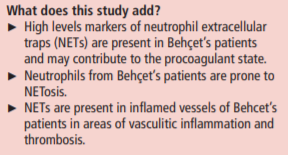 What does this study add?
► High levels markers of neutrophil extracellular
traps (NETs) are present in Behçet's patients
and may contribute to the procoagulant state.
► Neutrophils from Behçet's patients are prone to
NETosis.
► NETs are present in inflamed vessels of Behcet's
patients in areas of vasculitic inflammation and
thrombosis.